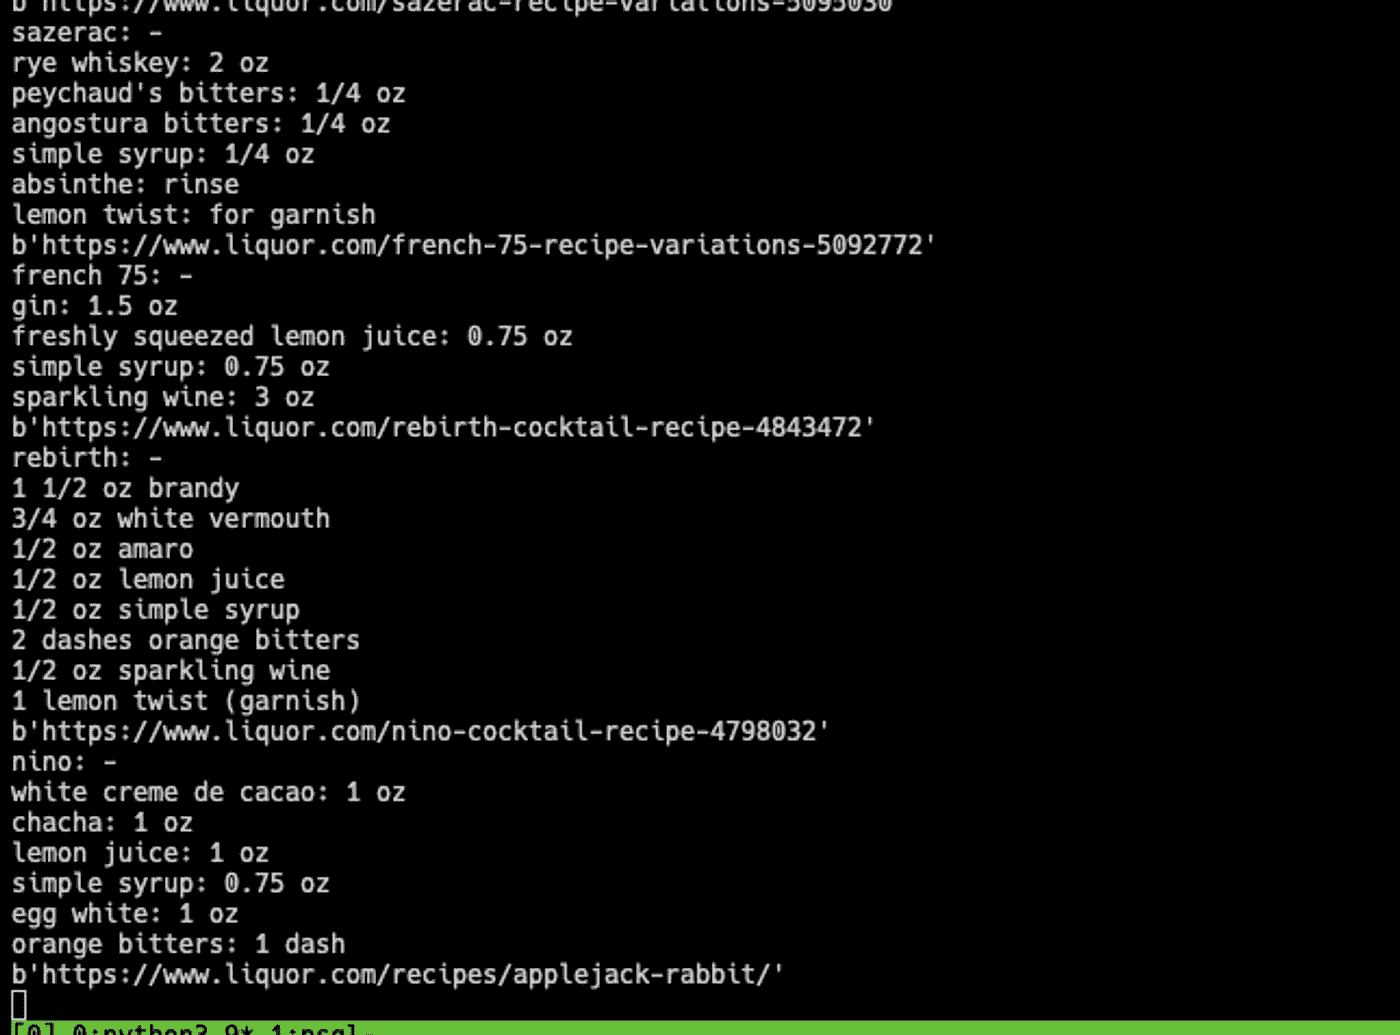 b'https://www.liquor.com/sazerac-recipe-variations-5095030
sazerac: -
rye whiskey: 2 oz
peychaud's bitters: 1/4 oz
angostura bitters: 1/4 oz
simple syrup: 1/4 oz
absinthe: rinse
lemon twist: for garnish
b'https://www.liquor.com/french-75-recipe-variations-5092772'
french 75: -
gin: 1.5 oz
freshly squeezed lemon juice: 0.75 oz
simple syrup: 0.75 oz
sparkling wine: 3 oz
b'https://www.liquor.com/rebirth-cocktail-recipe-4843472'
rebirth: -
1 1/2 oz brandy
3/4 oz white vermouth
1/2 oz amaro
1/2 oz lemon juice
1/2 oz simple syrup
2 dashes orange bitters
1/2 oz sparkling wine
1 lemon twist (garnish)
b'https://www.liquor.com/nino-cocktail-recipe-4798032'
nino: -
white creme de cacao: 1 oz
chacha: 1 oz
lemon juice: 1 oz
simple syrup: 0.75 oz
egg white: 1 oz
orange bitters: 1 dash
b'https://www.liquor.com/recipes/applejack-rabbit/'
[0] 0:python3.9* 1:psql-